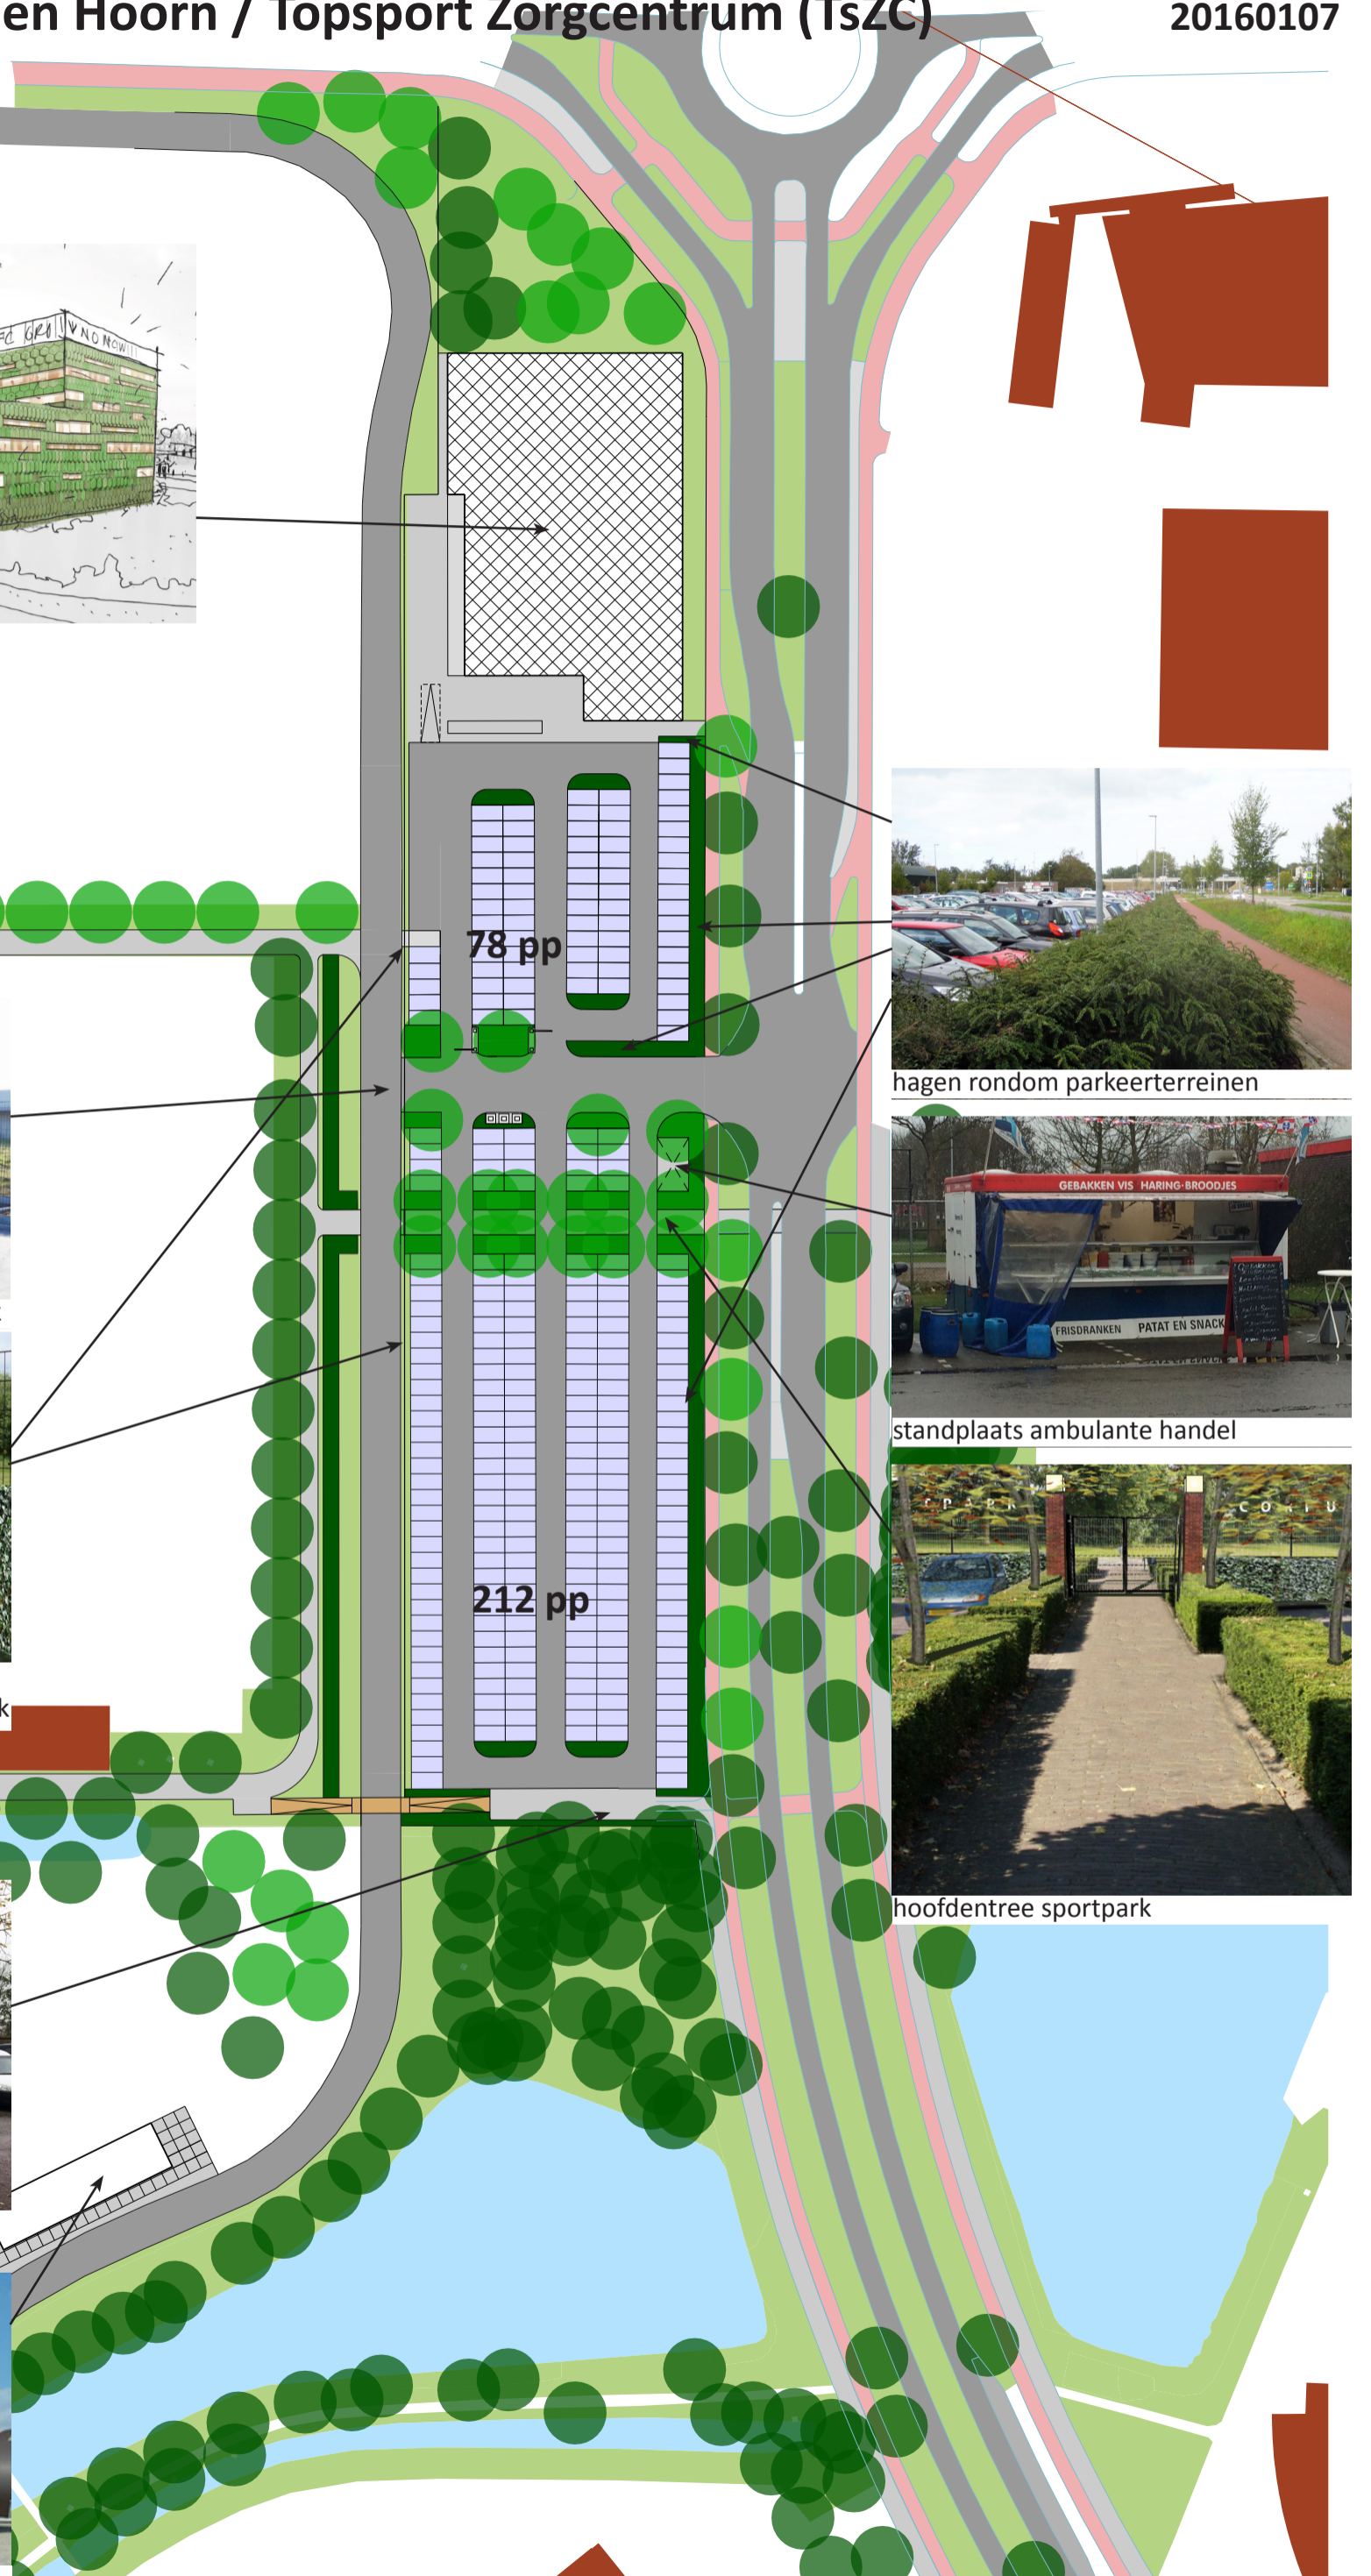 en Hoorn / Topsport Zorgcentrum (TsZC)
20160107
78 pp
hagen rondom parkeerterreinen
GEBAKKEN VIS HARING-BROODJES
FRISDRANKEN PATAT EN SNACK
standplaats ambulante handel
212 pp
k
hoofdentree sportpark